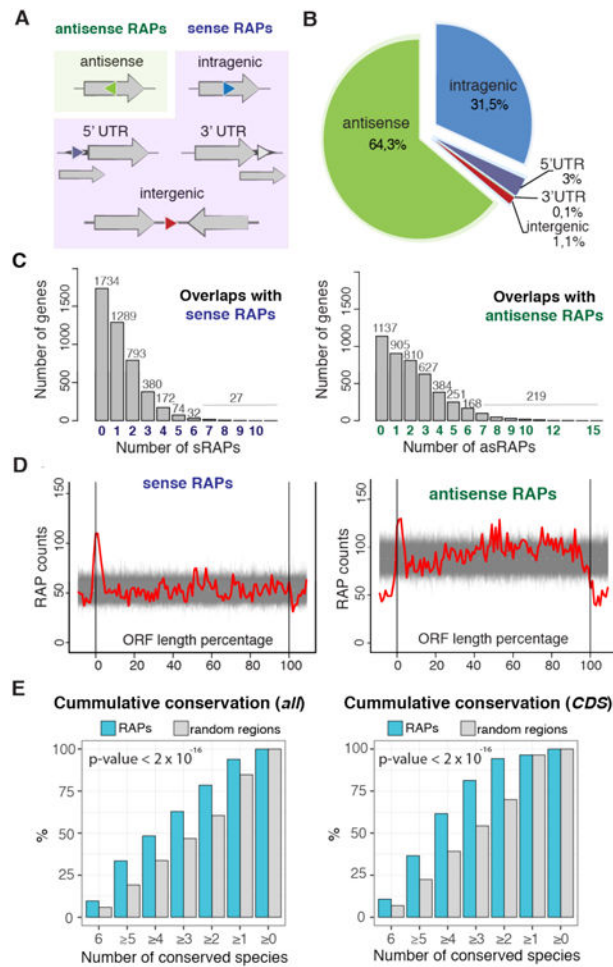 A
antisense RAPs sense RAPs
antisense intragenic
5' UTR 3' UTR
intergenic
B
intragenic
31,5%
antisense
64,3%
5'UTR
3%
3'UTR
0,1%
intergenic
1,1%
C
Number of genes
0 500 1000 1500
1734
1289
793
380
172
74
32
27
Overlaps with
sense RAPs
0 1 2 3 4 5 6 7 8 9 10
Number of sRAPs
Number of genes
0 500 1000 1500
1137
905
810
627
384
251
168
219
Overlaps with
antisense RAPs
0 1 2 3 4 5 6 7 8 9 10 12 15
Number of asRAPs
D
sense RAPs
RAP counts
0 50 100 150
ORF length percentage
0 20 40 60 80 100
antisense RAPs
RAP counts
0 50 100 150
ORF length percentage
0 20 40 60 80 100
E
Cummulative conservation (all)
RAPs random regions
p-value < 2 x 10-16
%
100
75
50
25
0
6 ≥5 ≥4 ≥3 ≥2 ≥1 ≥0
Number of conserved species
Cummulative conservation (CDS)
RAPs random regions
p-value < 2 x 10-16
%
100
75
50
25
0
6 ≥5 ≥4 ≥3 ≥2 ≥1 ≥0
Number of conserved species